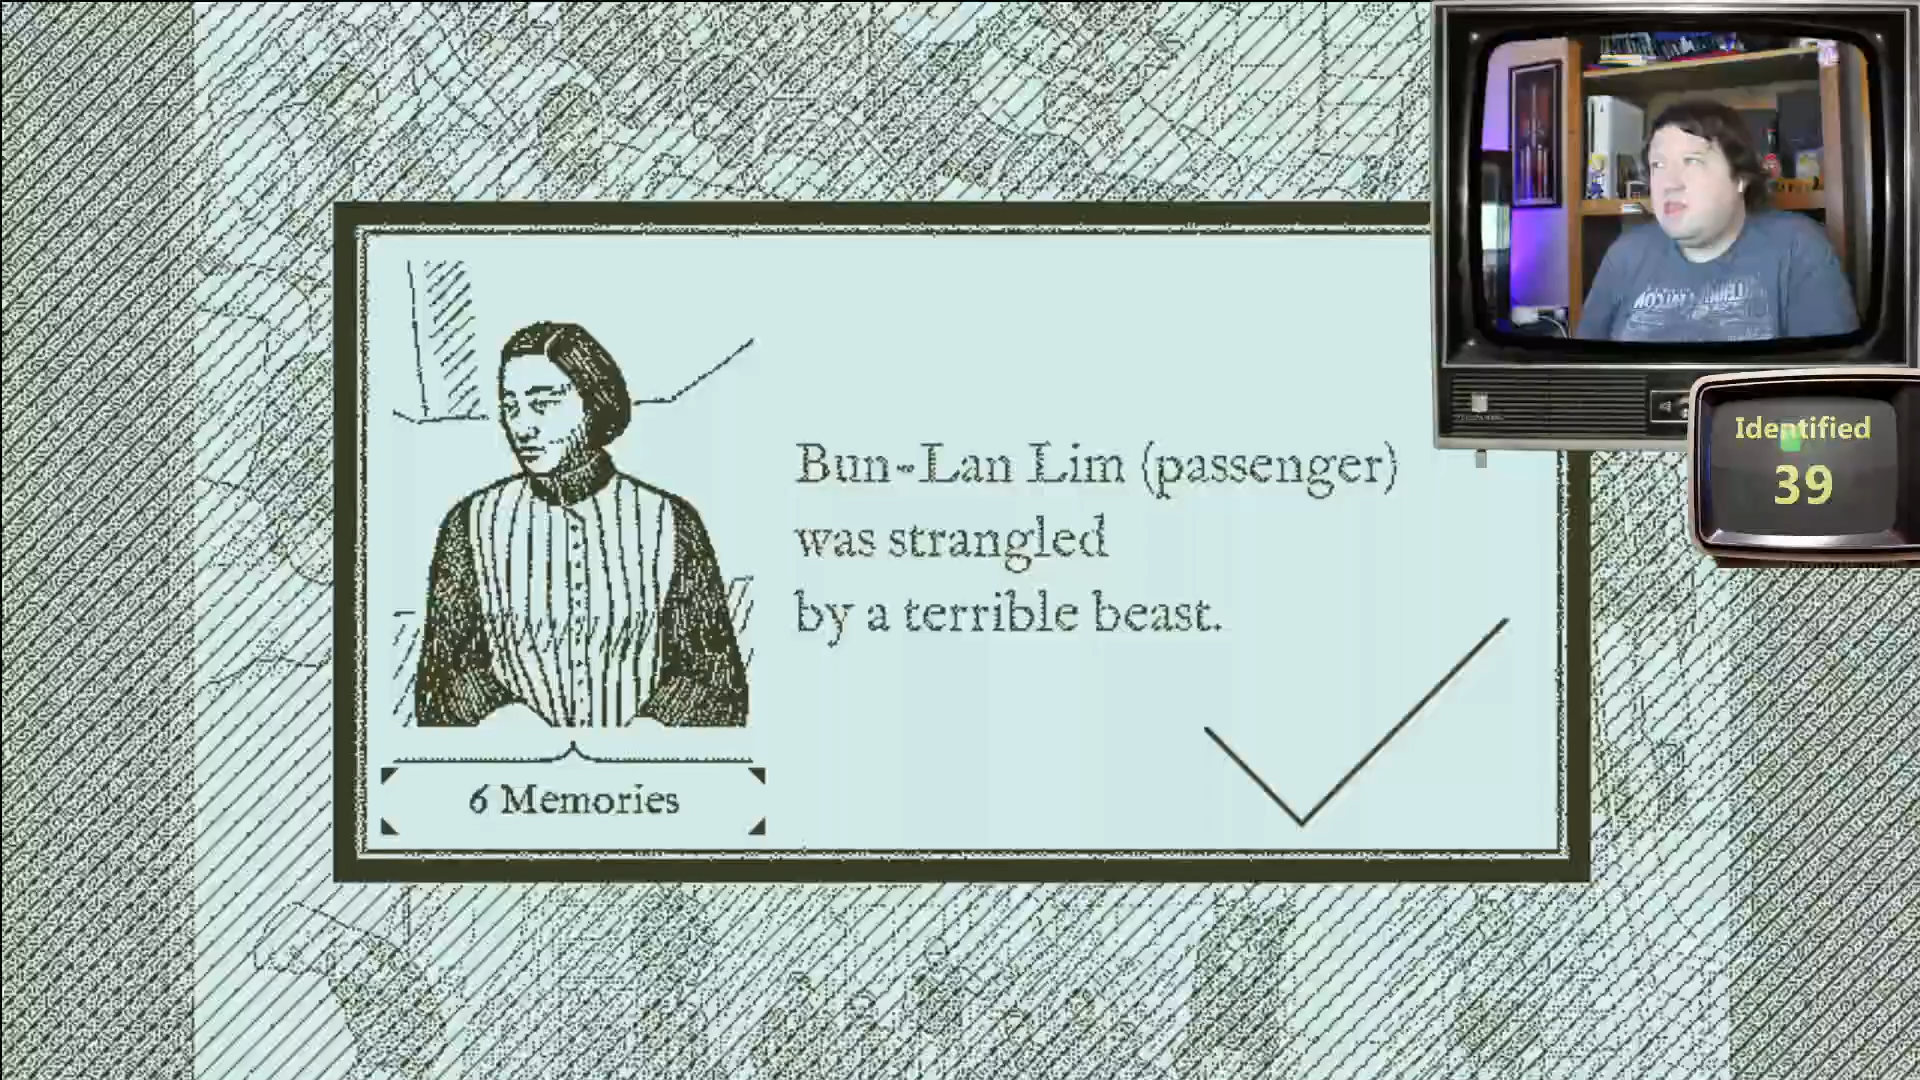 Bun-Lan Lim (passenger)
was strangled
by a terrible beast.
6 Memories
Identified
39